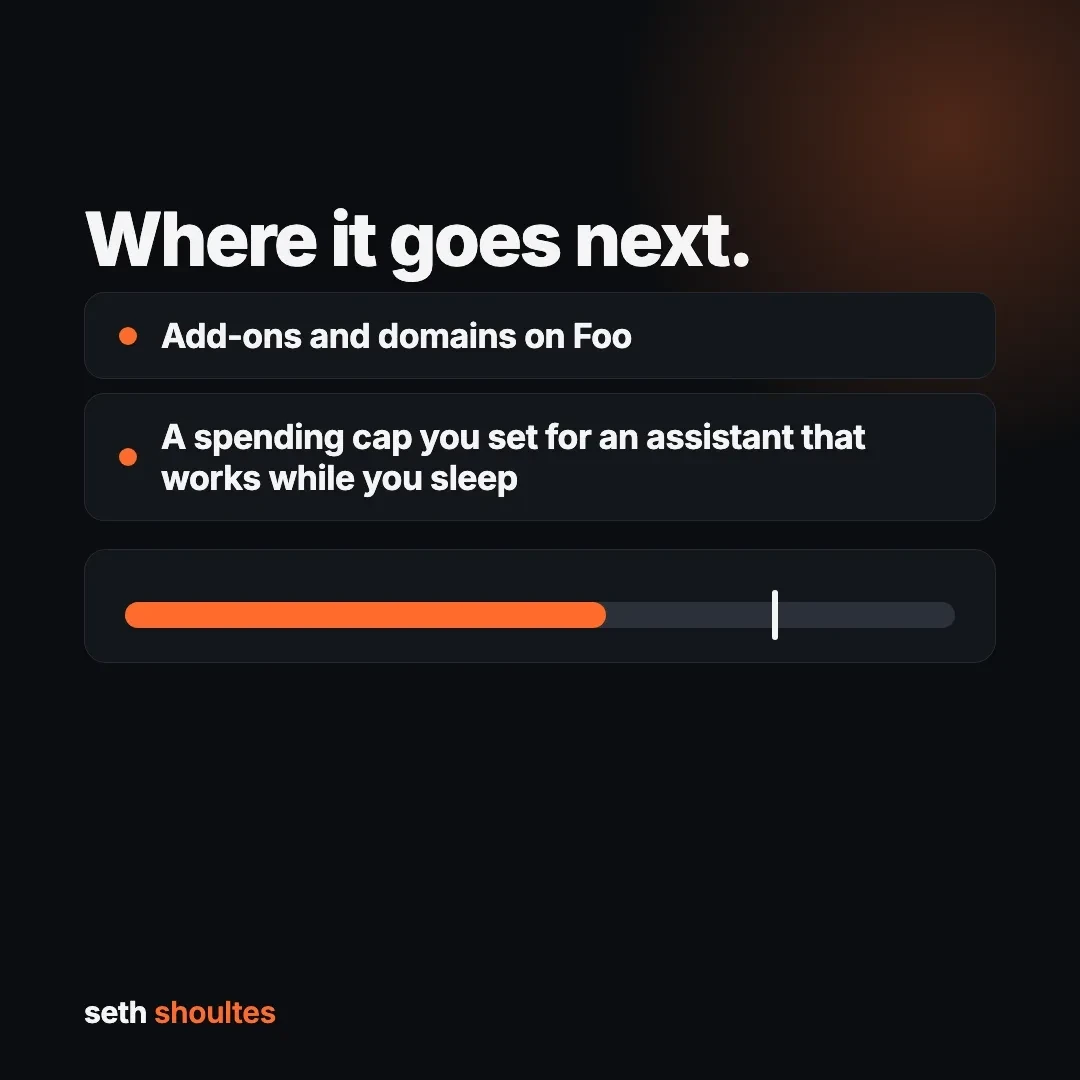 Where it goes next.
Add-ons and domains on Foo
A spending cap you set for an assistant that
works while you sleep
seth shoultes